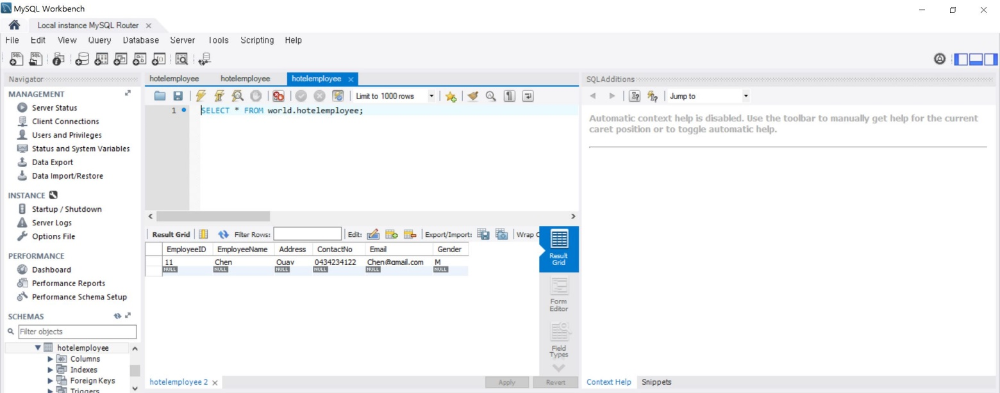 MySQL Workbench
Local instance MySQL Router
File Edit View Query Database Server Tools Scripting Help
Navigator
MANAGEMENT
Server Status
Client Connections
Users and Privileges
Status and System Variables
Data Export
Data Import/Restore
INSTANCE
Startup / Shutdown
Server Logs
Options File
PERFORMANCE
Dashboard
Performance Reports
Performance Schema Setup
SCHEMAS
Filter objects
hotelemployee
Columns
Indexes
Foreign Keys
Triggers
hotelemployee hotelemployee hotelemployee
Limit to 1000 rows
1 SELECT * FROM world.hotelemployee;
Result Grid Filter Rows: Edit: Export/Import: Wrap C
EmployeeID EmployeeName Address ContactNo Email Gender
11 Chen Quay 0434234122 Chen@gmail.com M
NULL NULL NULL NULL NULL NULL
Result
Grid
Form
Editor
Field
Types
hotelemployee 2 Apply Revert
SQLAdditions
Jump to
Automatic context help is disabled. Use the toolbar to manually get help for the current
caret position or to toggle automatic help.
Context Help Snippets